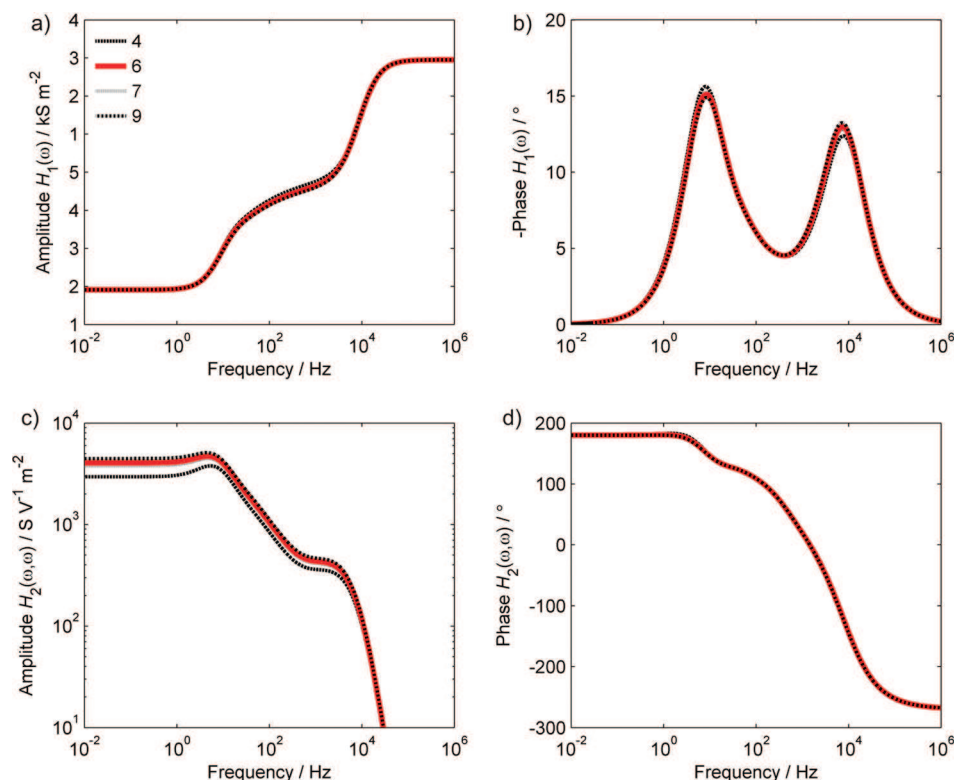 a)
4
3
2
1
5
4
3
2
1
Amplitude H₁(ω) / kS m⁻²
4
6
7
9
10⁻² 10⁰ 10² 10⁴ 10⁶
Frequency / Hz
b)
20
15
10
5
0
-Phase H₁(ω) / °
10⁻² 10⁰ 10² 10⁴ 10⁶
Frequency / Hz
c)
10⁴
10³
10²
10¹
Amplitude H₂(ω,ω) / S V⁻¹ m⁻²
10⁻² 10⁰ 10² 10⁴ 10⁶
Frequency / Hz
d)
200
100
0
-100
-200
-300
Phase H₂(ω,ω) / °
10⁻² 10⁰ 10² 10⁴ 10⁶
Frequency / Hz